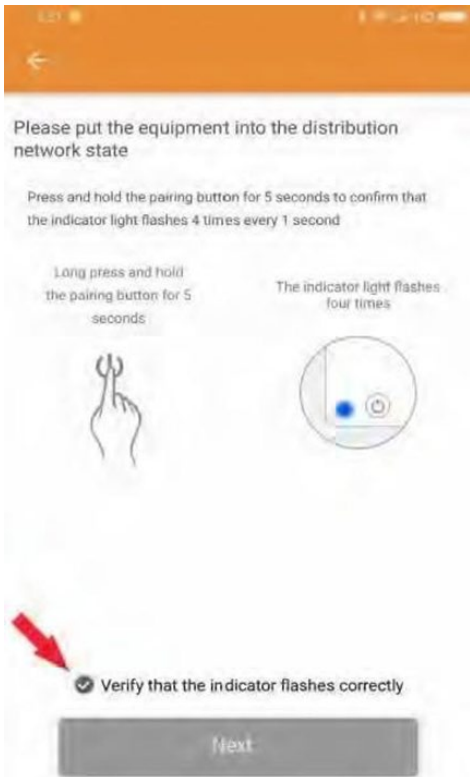 Please put the equipment into the distribution
network state
Press and hold the pairing button for 5 seconds to confirm that
the indicator light flashes 4 times every 1 second
Long press and hold
the pairing button for 5
seconds
The indicator light flashes
four times
Verify that the indicator flashes correctly
Next